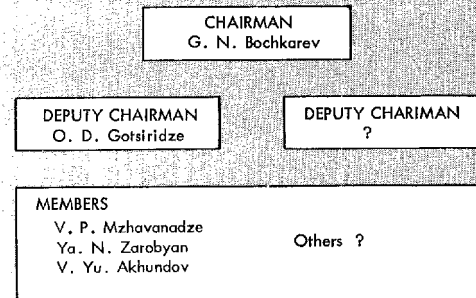 CHAIRMAN
G. N. Bochkarev
DEPUTY CHAIRMAN
O. D. Gotsiridze
DEPUTY CHARIMAN
?
MEMBERS
V. P. Mzhavanadze
Ya. N. Zarobyan
V. Yu. Akhundov
Others ?